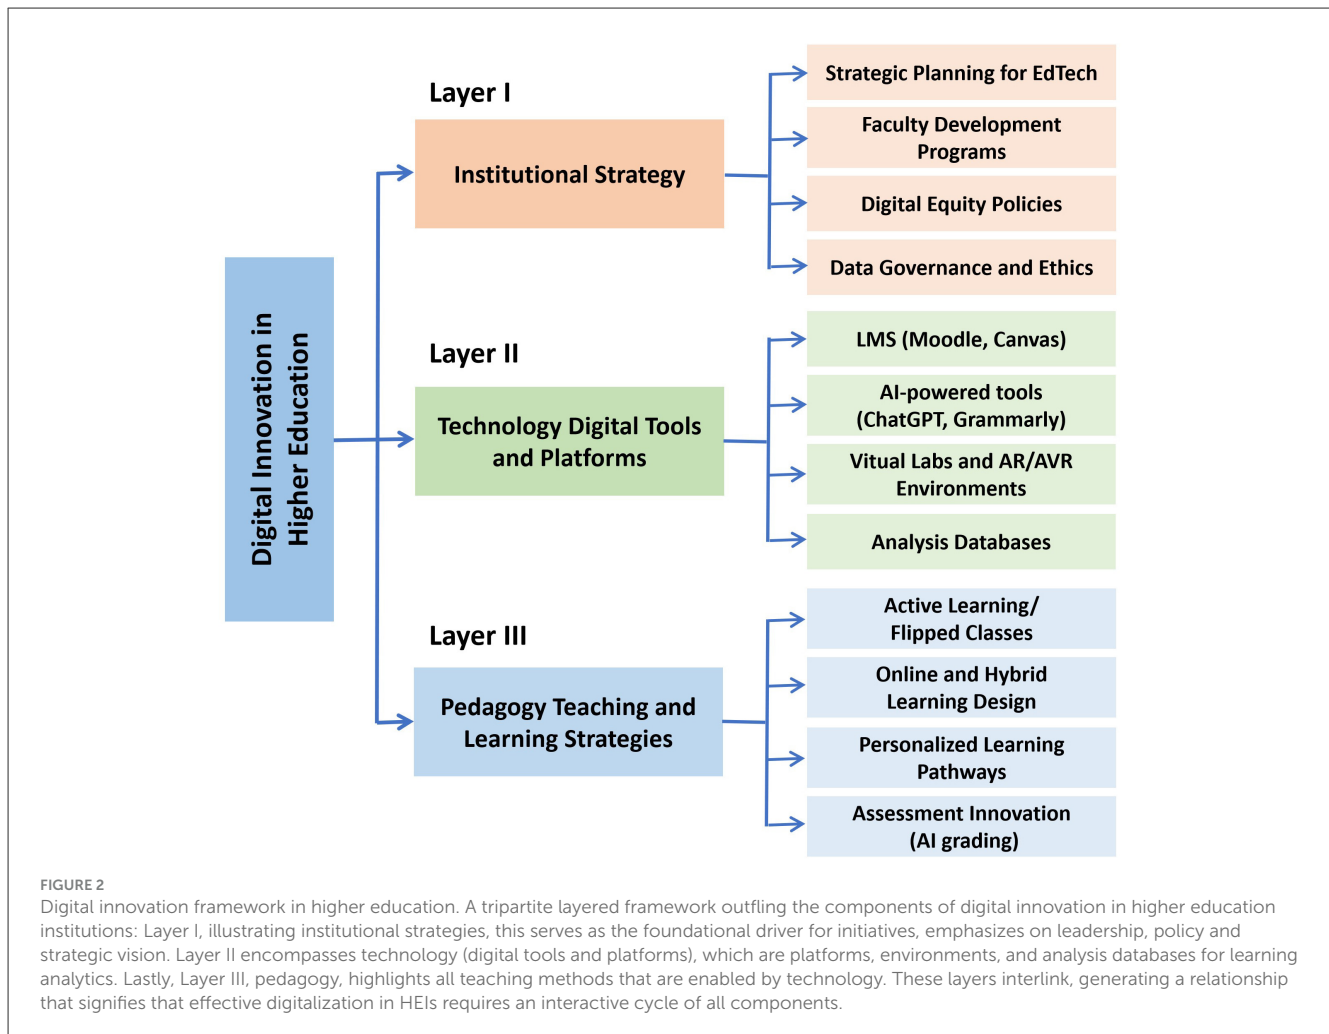 Digital Innovation in
Higher Education
Layer I
Institutional Strategy
Strategic Planning for EdTech
Faculty Development
Programs
Digital Equity Policies
Data Governance and Ethics
Layer II
Technology Digital Tools
and Platforms
LMS (Moodle, Canvas)
AI-powered tools
(ChatGPT, Grammarly)
Vitual Labs and AR/AVR
Environments
Analysis Databases
Layer III
Pedagogy Teaching and
Learning Strategies
Active Learning/
Flipped Classes
Online and Hybrid
Learning Design
Personalized Learning
Pathways
Assessment Innovation
(AI grading)
FIGURE 2
Digital innovation framework in higher education. A tripartite layered framework outfling the components of digital innovation in higher education
institutions: Layer I, illustrating institutional strategies, this serves as the foundational driver for initiatives, emphasizes on leadership, policy and
strategic vision. Layer II encompasses technology (digital tools and platforms), which are platforms, environments, and analysis databases for learning
analytics. Lastly, Layer III, pedagogy, highlights all teaching methods that are enabled by technology. These layers interlink, generating a relationship
that signifies that effective digitalization in HEIs requires an interactive cycle of all components.